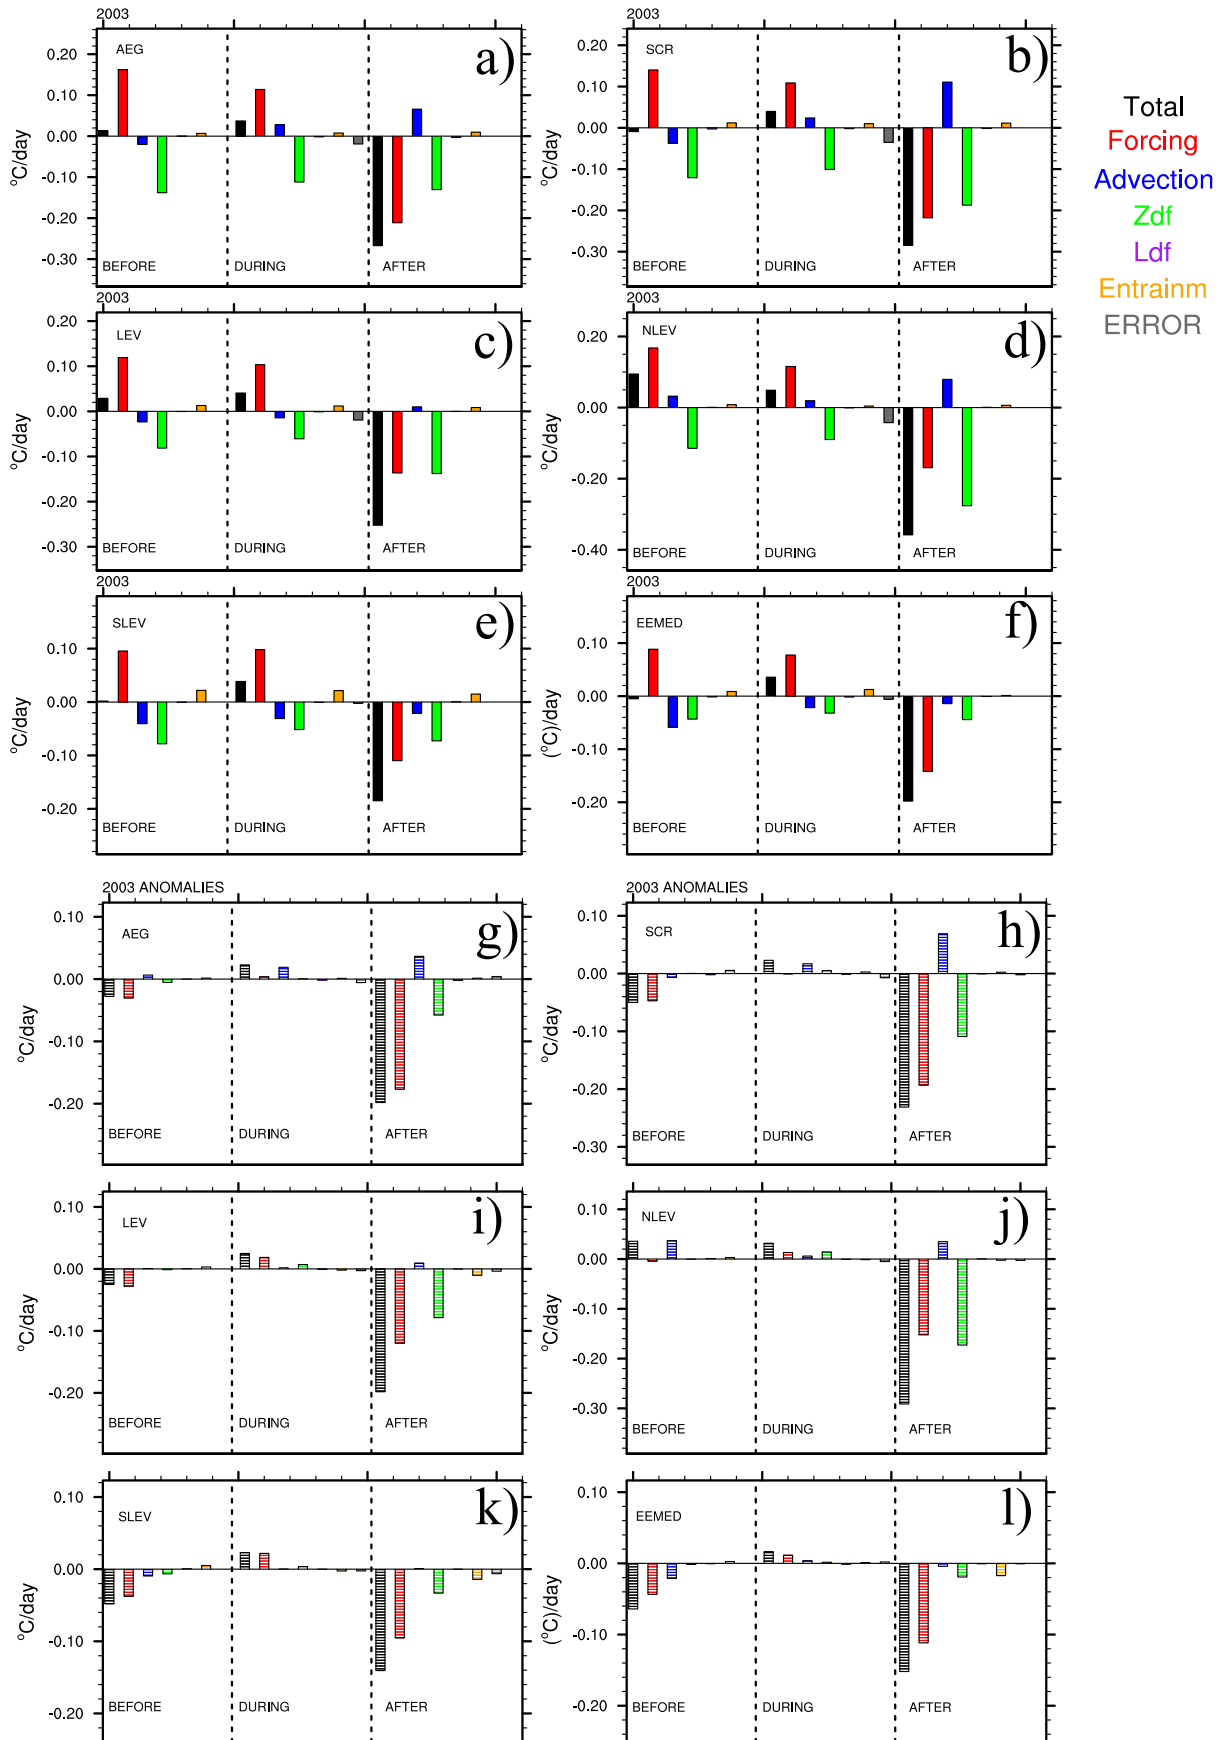 2003
AEG
a)
0.20
0.10
0.00
-0.10
-0.20
-0.30
°C/day
BEFORE
DURING
AFTER
SCR
b)
0.20
0.10
0.00
-0.10
-0.20
-0.30
°C/day
BEFORE
DURING
AFTER
Total
Forcing
Advection
Zdf
Ldf
Entrainm
ERROR
2003
LEV
c)
0.20
0.10
0.00
-0.10
-0.20
-0.30
°C/day
BEFORE
DURING
AFTER
2003
NLEV
d)
0.20
0.00
-0.20
-0.40
°C/day
BEFORE
DURING
AFTER
2003
SLEV
e)
0.10
0.00
-0.10
-0.20
°C/day
BEFORE
DURING
AFTER
2003
EEMED
f)
0.10
0.00
-0.10
-0.20
(°C)/day
BEFORE
DURING
AFTER
2003 ANOMALIES
AEG
g)
0.10
0.00
-0.10
-0.20
°C/day
BEFORE
DURING
AFTER
2003 ANOMALIES
SCR
h)
0.10
0.00
-0.10
-0.20
-0.30
°C/day
BEFORE
DURING
AFTER
LEV
i)
0.10
0.00
-0.10
-0.20
°C/day
BEFORE
DURING
AFTER
NLEV
j)
0.10
0.00
-0.10
-0.20
-0.30
°C/day
BEFORE
DURING
AFTER
SLEV
k)
0.10
0.00
-0.10
-0.20
°C/day
BEFORE
DURING
AFTER
EEMED
l)
0.10
0.00
-0.10
-0.20
(°C)/day
BEFORE
DURING
AFTER